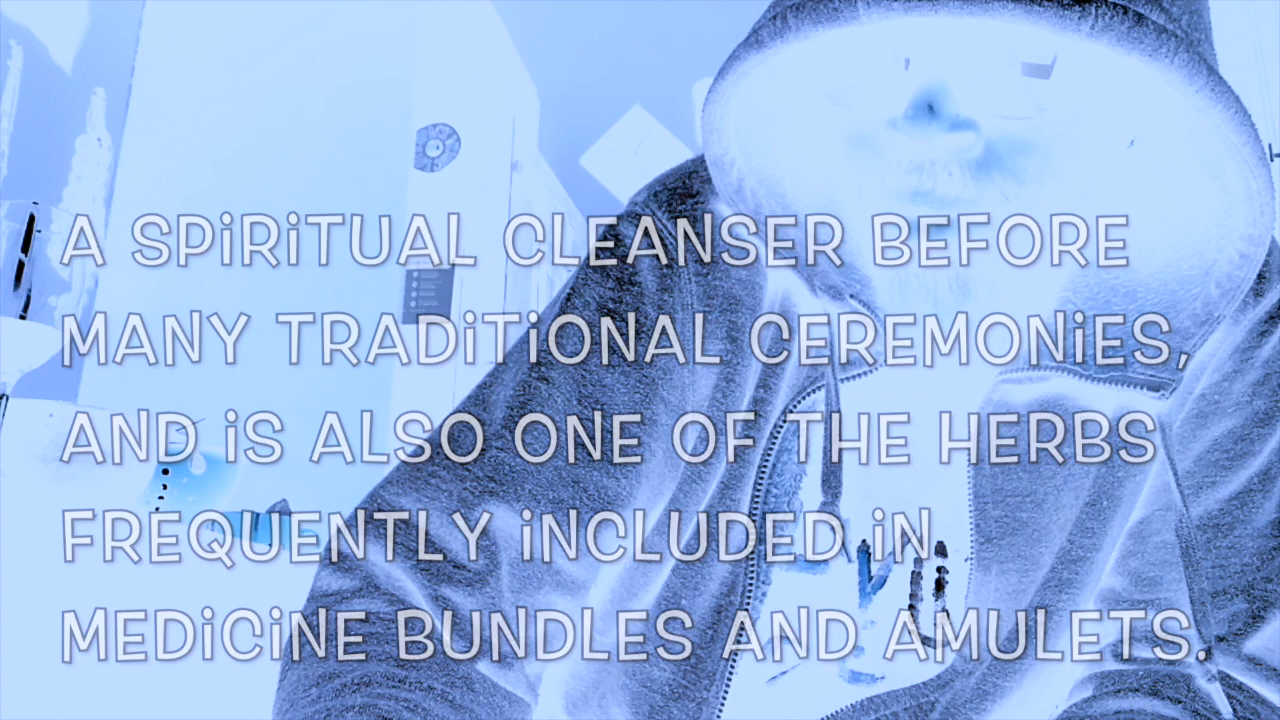 A SPiRiTUAL CLEANSER BEFORE
MANY TRADiTiONAL CEREMONiES,
AND iS ALSO ONE OF THE HERBS
FREQUENTLY iNCLUDED iN
MEDiCiNE BUNDLES AND AMULETS.